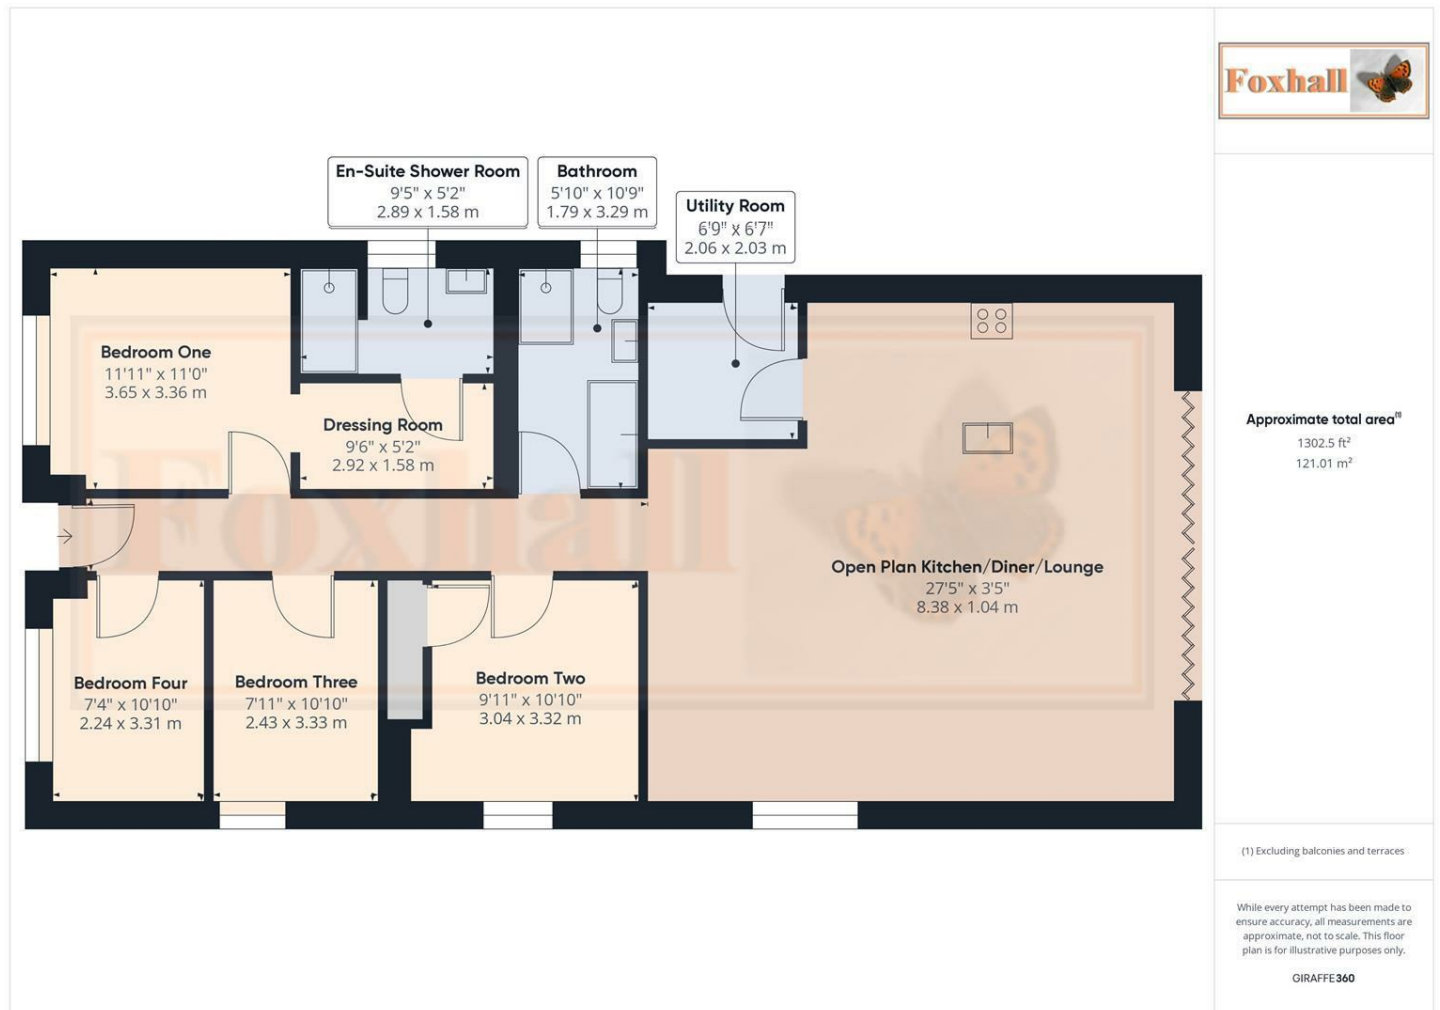 Foxhall
En-Suite Shower Room
9'5" x 5'2"
2.89 x 1.58 m
Bathroom
5'10" x 10'9"
1.79 x 3.29 m
Utility Room
6'9" x 6'7"
2.06 x 2.03 m
Bedroom One
11'11" x 11'0"
3.65 x 3.36 m
Dressing Room
9'6" x 5'2"
2.92 x 1.58 m
Foxhall
Open Plan Kitchen/Diner/Lounge
27'5" x 3'5"
8.38 x 1.04 m
Bedroom Four
7'4" x 10'10"
2.24 x 3.31 m
Bedroom Three
7'11" x 10'10"
2.43 x 3.33 m
Bedroom Two
9'11" x 10'10"
3.04 x 3.32 m
Approximate total area(1)
1302.5 ft²
121.01 m²
(1) Excluding balconies and terraces
While every attempt has been made to
ensure accuracy, all measurements are
approximate, not to scale. This floor
plan is for illustrative purposes only.
GIRAFFE360